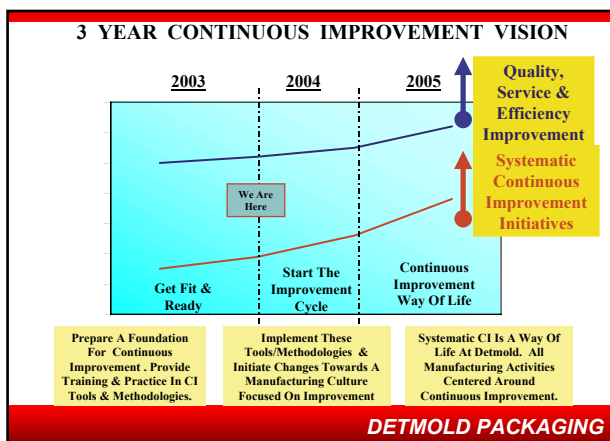 3 YEAR CONTINUOUS IMPROVEMENT VISION
2003
2004
2005
Quality,
Service &
Efficiency
Improvement
Systematic
Continuous
Improvement
Initiatives
We Are
Here
Get Fit &
Ready
Start The
Improvement
Cycle
Continuous
Improvement
Way Of Life
Prepare A Foundation
For Continuous
Improvement . Provide
Training & Practice In CI
Tools & Methodologies.
Implement These
Tools/Methodologies &
Initiate Changes Towards A
Manufacturing Culture
Focused On Improvement
Systematic CI Is A Way Of
Life At Detmold. All
Manufacturing Activities
Centered Around
Continuous Improvement.
DETMOLD PACKAGING